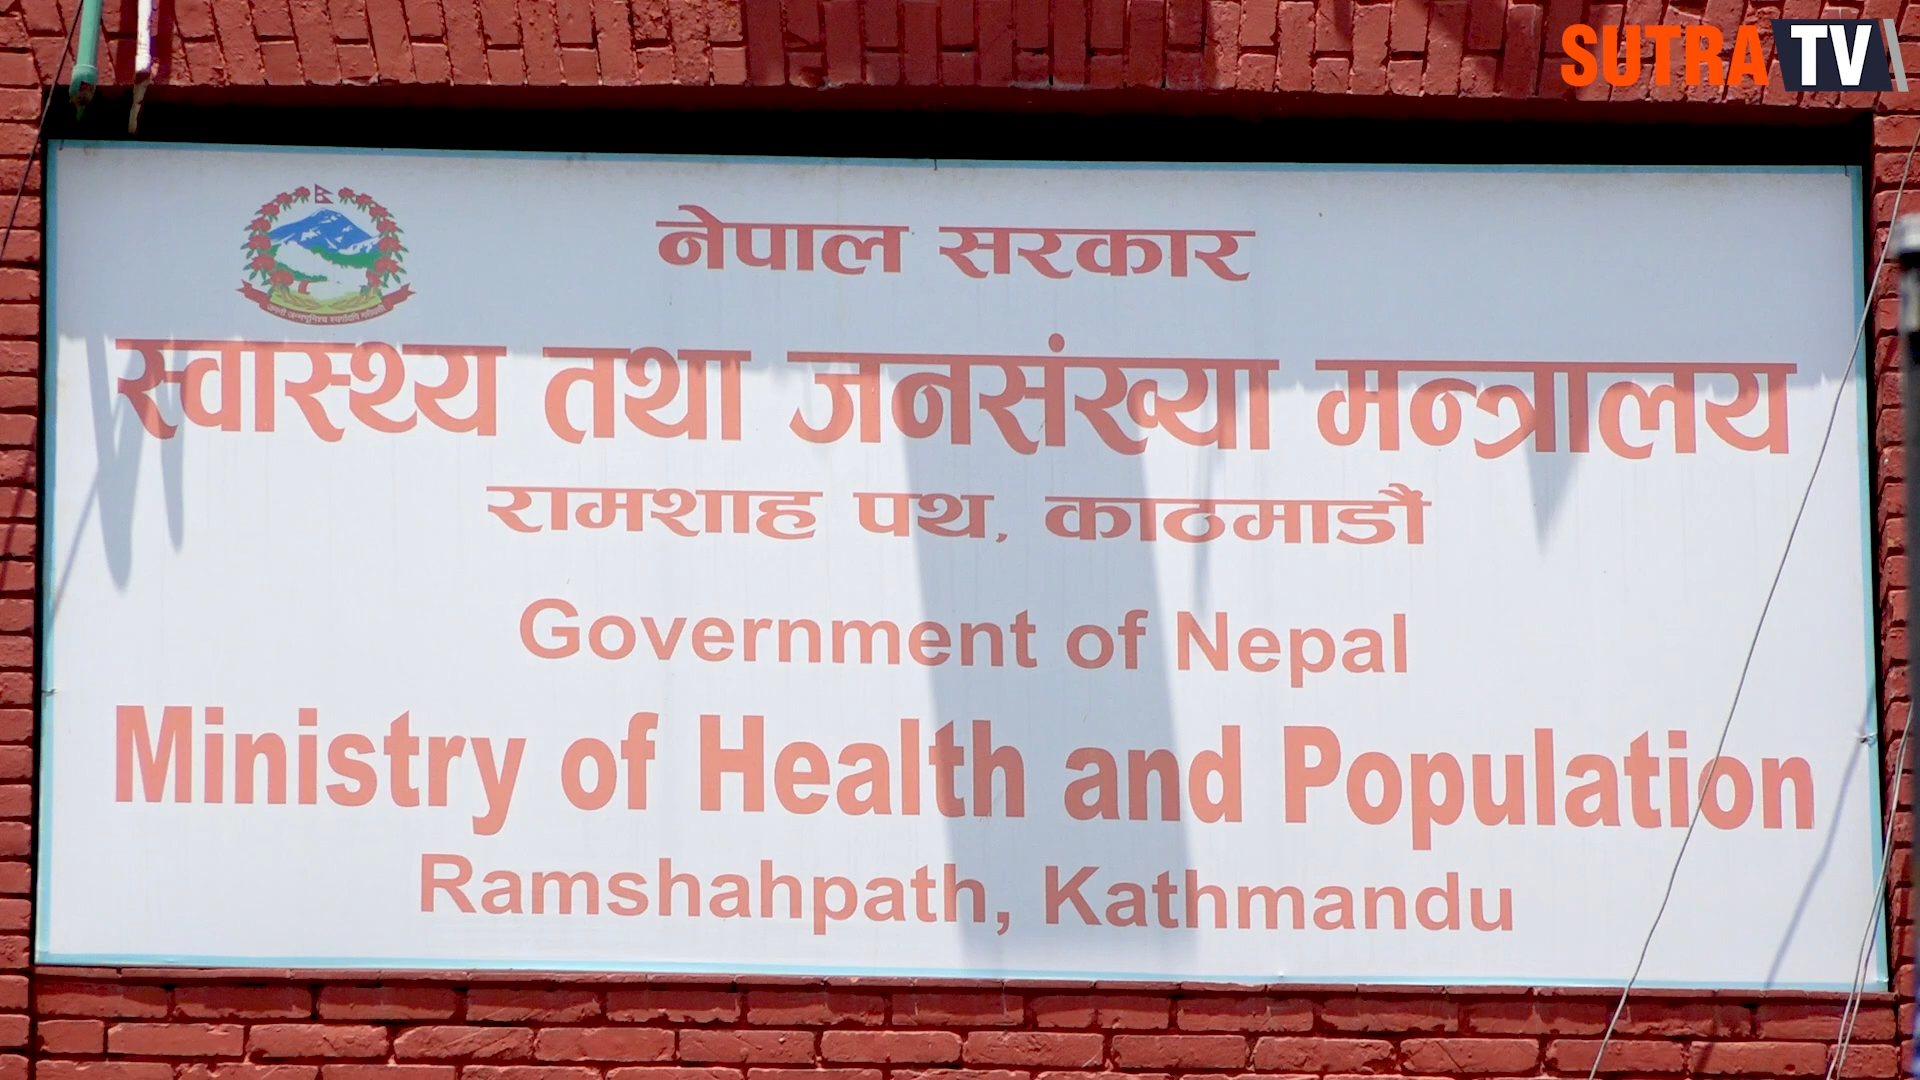 SUTRA TV
नेपाल सरकार
स्वास्थ्य तथा जनसंख्या मन्त्रालय
रामशाह पथ, काठमाडौं
Government of Nepal
Ministry of Health and Population
Ramshahpath, Kathmandu